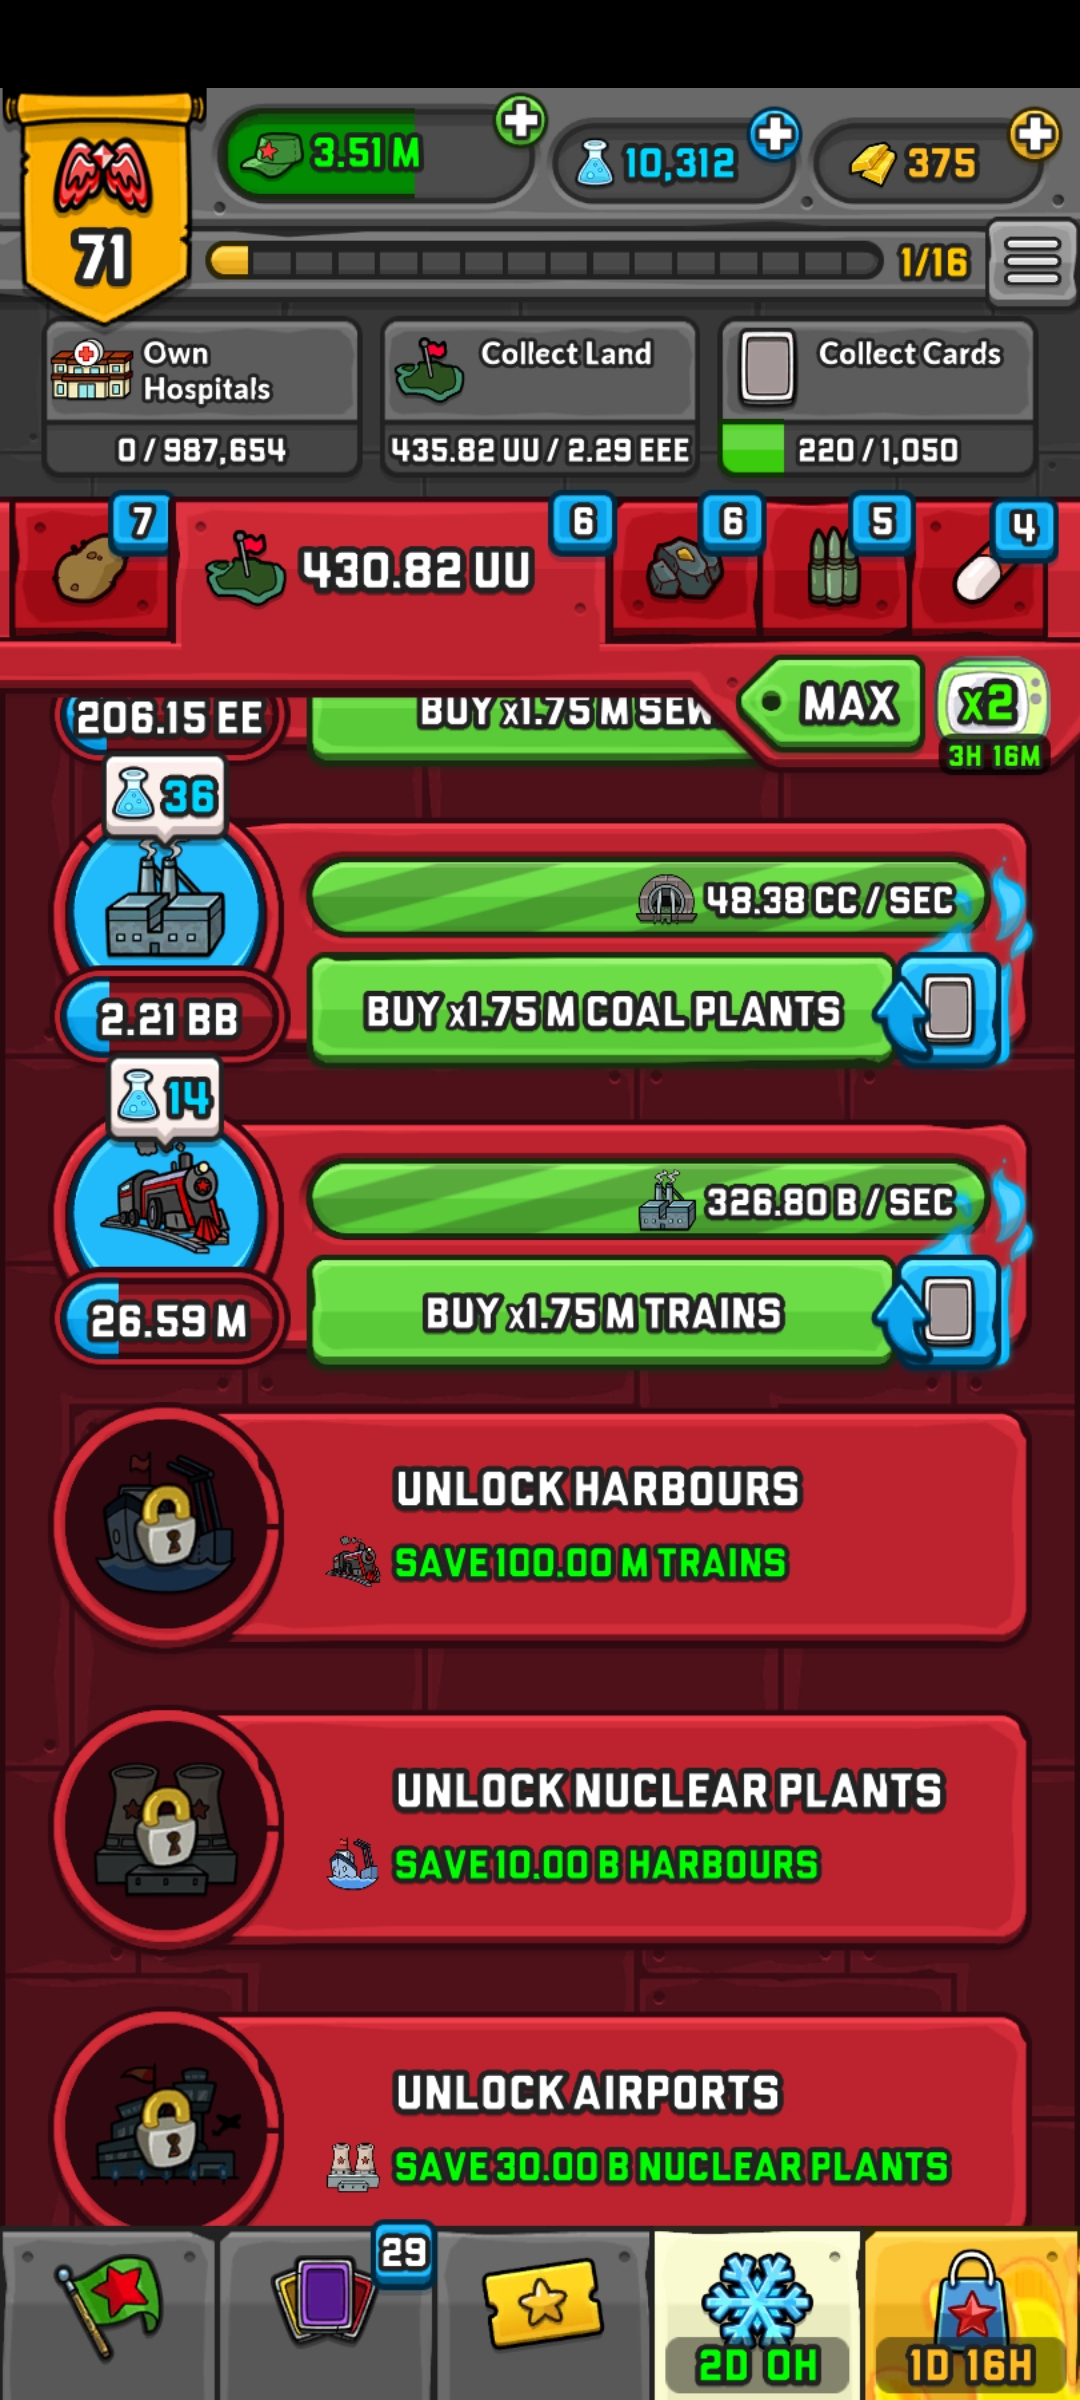 71
3.51 M
10,312
375
1/16
Own
Hospitals
0 / 987,654
Collect Land
435.82 UU / 2.29 EEE
Collect Cards
220 / 1,050
7
430.82 UU
6
6
5
4
MAX
x2
3H 16M
206.15 EE
BUY x1.75 M SEW
36
48.38 CC / SEC
2.21 BB
BUY x1.75 M COAL PLANTS
14
326.80 B / SEC
26.59 M
BUY x1.75 M TRAINS
UNLOCK HARBOURS
SAVE 100.00 M TRAINS
UNLOCK NUCLEAR PLANTS
SAVE 10.00 B HARBOURS
UNLOCK AIRPORTS
SAVE 30.00 B NUCLEAR PLANTS
29
2D 0H
1D 16H